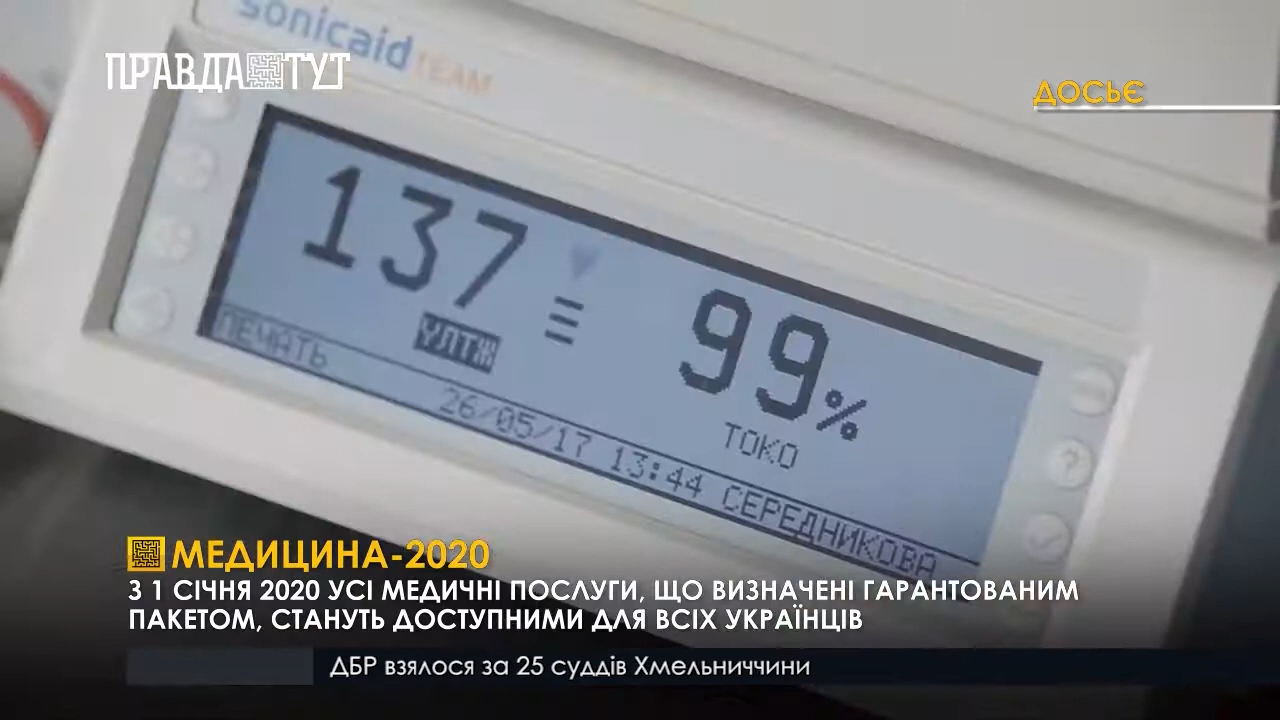 sonicaid TEAM
ПРАВДА ТУТ
ДОСЬЄ
137
99%
УЛТЖ
ТОКО
ПЕЧАТЬ
26/05/17 13:44 СЕРЕДНИКОВА
?
МЕДИЦИНА-2020
З 1 СІЧНЯ 2020 УСІ МЕДИЧНІ ПОСЛУГИ, ЩО ВИЗНАЧЕНІ ГАРАНТОВАНИМ
ПАКЕТОМ, СТАНУТЬ ДОСТУПНИМИ ДЛЯ ВСІХ УКРАЇНЦІВ
ДБР взялося за 25 суддів Хмельниччини